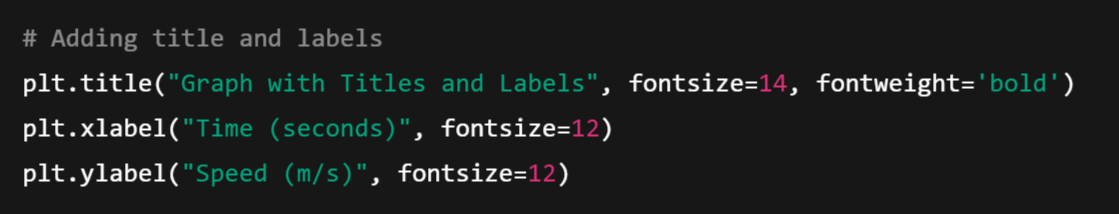 # Adding title and labels
plt.title("Graph with Titles and Labels", fontsize=14, fontweight='bold')
plt.xlabel("Time (seconds)", fontsize=12)
plt.ylabel("Speed (m/s)", fontsize=12)